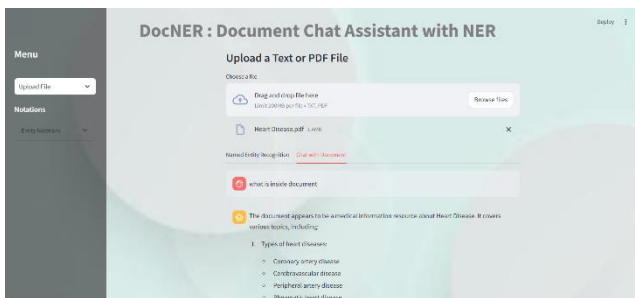 DocNER : Document Chat Assistant with NER
Deploy
Menu
Upload File
Notations
Entity Notations
Upload a Text or PDF File
Choose a file
Drag and drop file here
Limit 200MB per file • TXT, PDF
Browse files
Heart Disease.pdf
Named Entity Recognition
Chat with Document
what is inside document
The document appears to be a medical information resource about Heart Disease. It covers
various topics, including:
1. Types of heart diseases:
Coronary artery disease
Cerebrovascular disease
Peripheral artery disease
Rheumatic heart disease